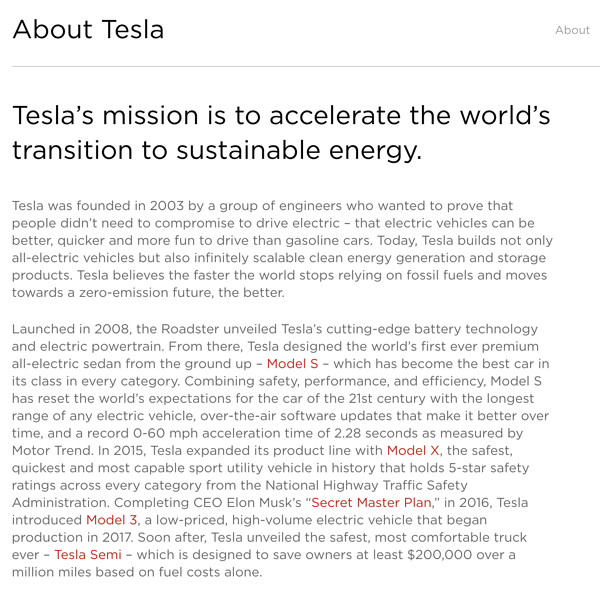 About Tesla
About
Tesla’s mission is to accelerate the world’s
transition to sustainable energy.
Tesla was founded in 2003 by a group of engineers who wanted to prove that
people didn’t need to compromise to drive electric – that electric vehicles can be
better, quicker and more fun to drive than gasoline cars. Today, Tesla builds not only
all-electric vehicles but also infinitely scalable clean energy generation and storage
products. Tesla believes the faster the world stops relying on fossil fuels and moves
towards a zero-emission future, the better.
Launched in 2008, the Roadster unveiled Tesla’s cutting-edge battery technology
and electric powertrain. From there, Tesla designed the world’s first ever premium
all-electric sedan from the ground up – Model S – which has become the best car in
its class in every category. Combining safety, performance, and efficiency, Model S
has reset the world’s expectations for the car of the 21st century with the longest
range of any electric vehicle, over-the-air software updates that make it better over
time, and a record 0-60 mph acceleration time of 2.28 seconds as measured by
Motor Trend. In 2015, Tesla expanded its product line with Model X, the safest,
quickest and most capable sport utility vehicle in history that holds 5-star safety
ratings across every category from the National Highway Traffic Safety
Administration. Completing CEO Elon Musk’s “Secret Master Plan,” in 2016, Tesla
introduced Model 3, a low-priced, high-volume electric vehicle that began
production in 2017. Soon after, Tesla unveiled the safest, most comfortable truck
ever – Tesla Semi – which is designed to save owners at least $200,000 over a
million miles based on fuel costs alone.